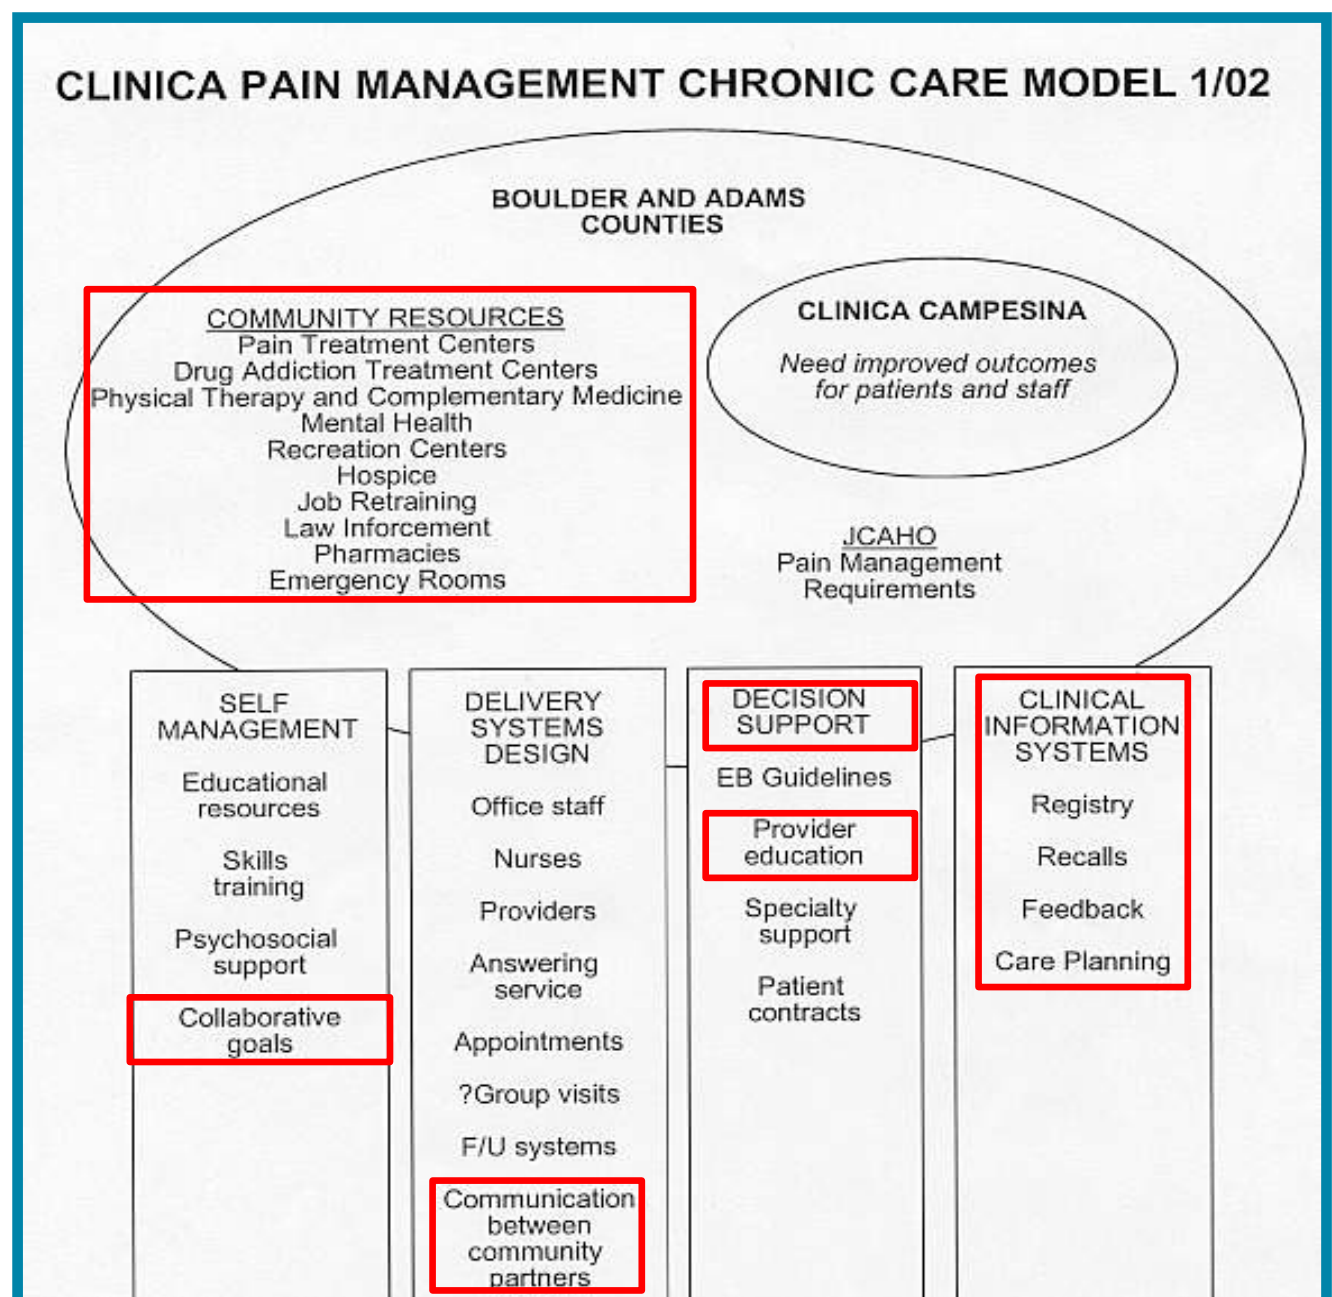 CLINICA PAIN MANAGEMENT CHRONIC CARE MODEL 1/02
BOULDER AND ADAMS
COUNTIES
COMMUNITY RESOURCES
Pain Treatment Centers
Drug Addiction Treatment Centers
Physical Therapy and Complementary Medicine
Mental Health
Recreation Centers
Hospice
Job Retraining
Law Inforcement
Pharmacies
Emergency Rooms
CLINICA CAMPESINA
Need improved outcomes
for patients and staff
JCAHO
Pain Management
Requirements
SELF
MANAGEMENT
Educational
resources
Skills
training
Psychosocial
support
Collaborative
goals
DELIVERY
SYSTEMS
DESIGN
Office staff
Nurses
Providers
Answering
service
Appointments
?Group visits
F/U systems
Communication
between
community
partners
DECISION
SUPPORT
EB Guidelines
Provider
education
Specialty
support
Patient
contracts
CLINICAL
INFORMATION
SYSTEMS
Registry
Recalls
Feedback
Care Planning